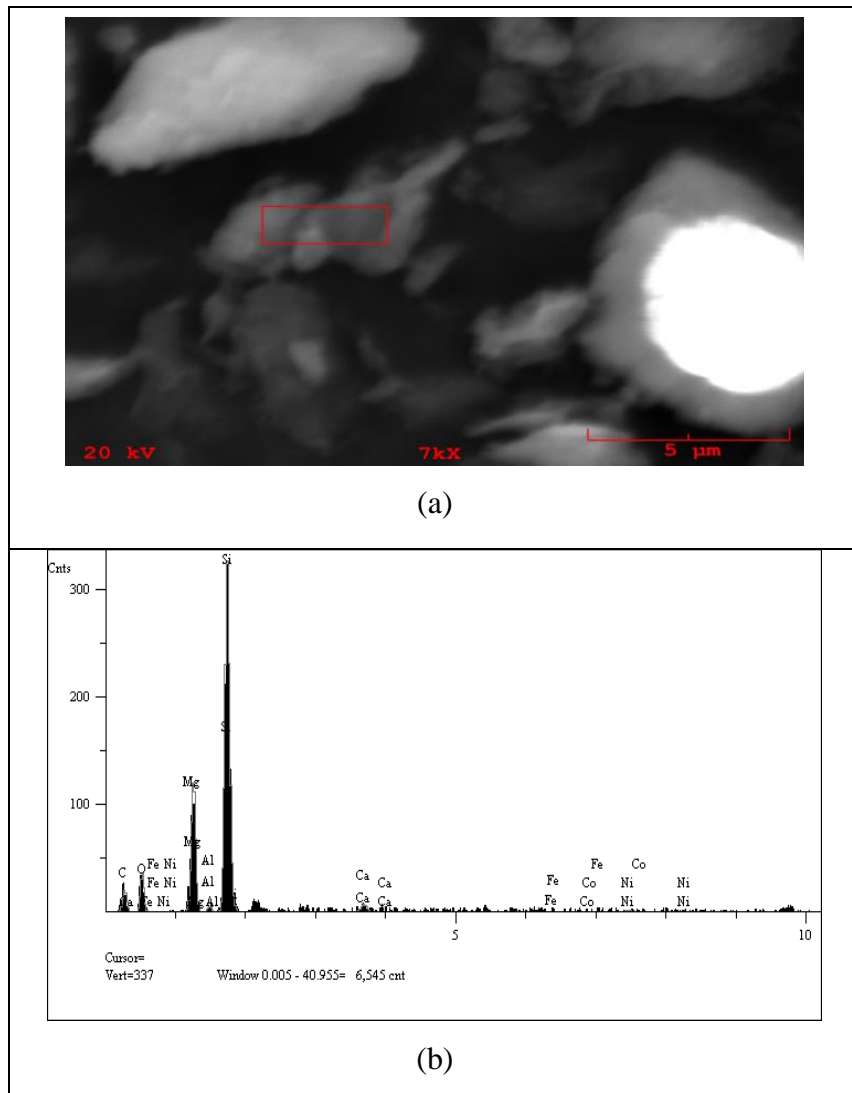 20 kV 7kX 5 µm
(a)
Si
Cnts
300
200
Si
Mg
100
Mg
C O Fe Ni Al
Fe Ni Al
Ca Ca
Fe Co
Fe Co Ni Ni
Ca Ca
Fe Co Ni Ni
5 10
Cursor=
Vert=337 Window 0.005 - 40.955= 6,545 cnt
(b)